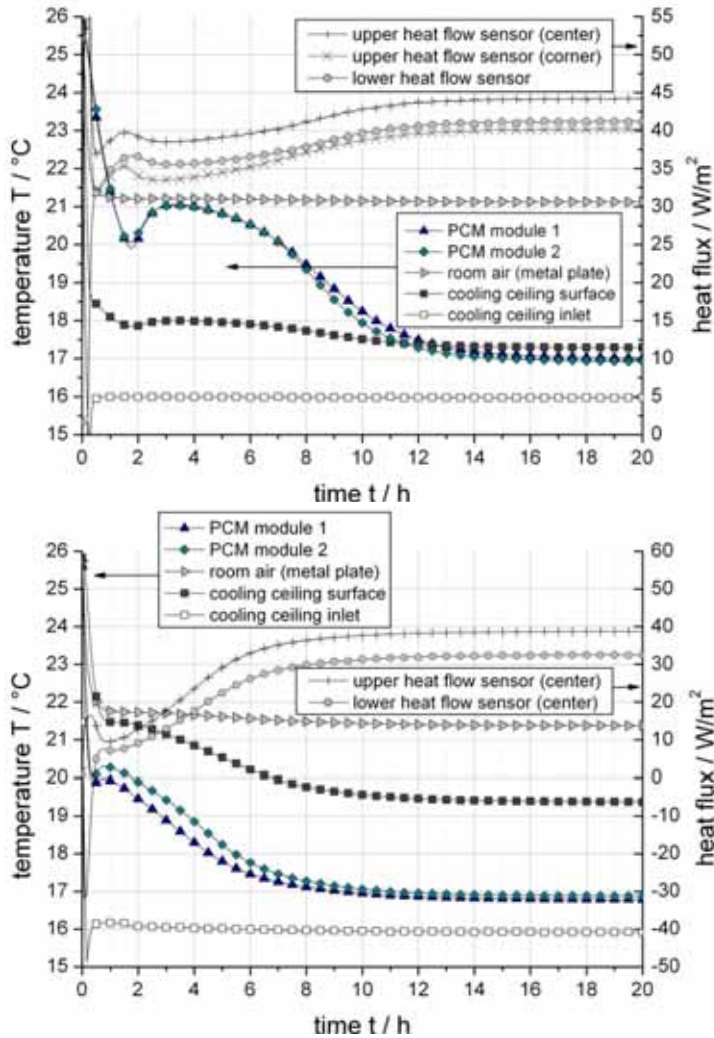 26
25
24
23
22
21
20
19
18
17
16
15
temperature T / °C
upper heat flow sensor (center)
upper heat flow sensor (corner)
lower heat flow sensor
PCM module 1
PCM module 2
room air (metal plate)
cooling ceiling surface
cooling ceiling inlet
55
50
45
40
35
30
25
20
15
10
5
0
heat flux / W/m²
0 2 4 6 8 10 12 14 16 18 20
time t / h
PCM module 1
PCM module 2
room air (metal plate)
cooling ceiling surface
cooling ceiling inlet
26
25
24
23
22
21
20
19
18
17
16
15
temperature T / °C
upper heat flow sensor (center)
lower heat flow sensor (center)
60
50
40
30
20
10
0
-10
-20
-30
-40
-50
heat flux / W/m²
0 2 4 6 8 10 12 14 16 18 20
time t / h